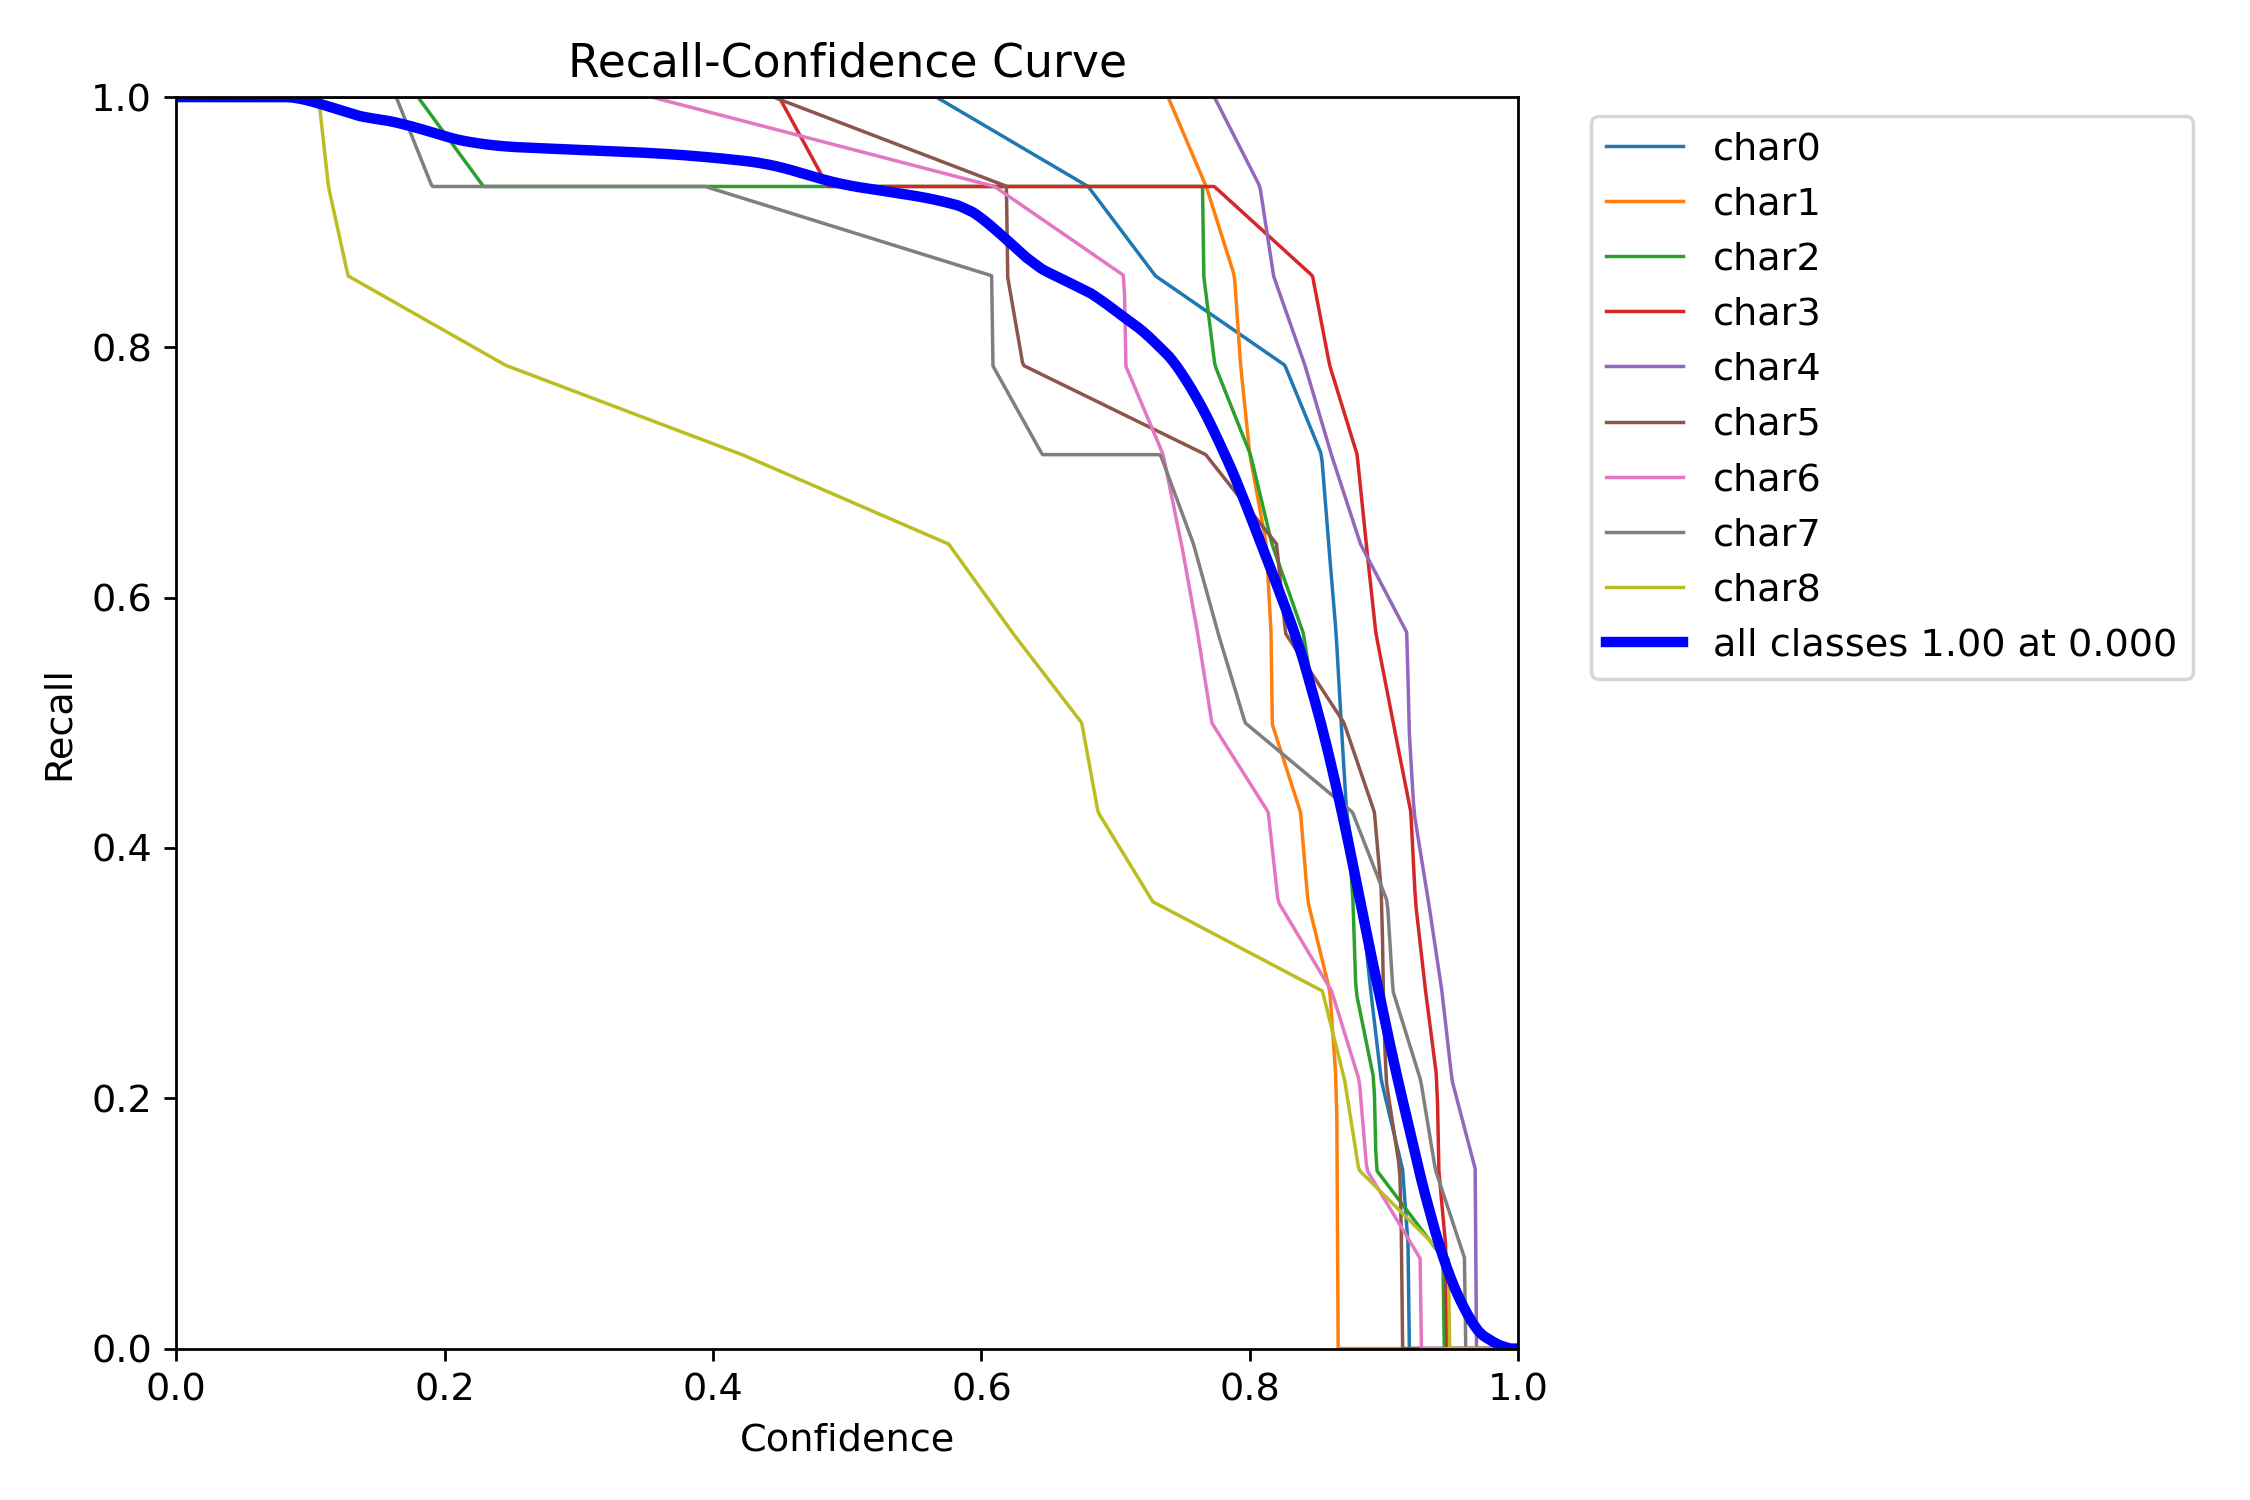 Recall-Confidence Curve
1.0
0.8
0.6
0.4
0.2
0.0
Recall
0.0 0.2 0.4 0.6 0.8 1.0
Confidence
char0
char1
char2
char3
char4
char5
char6
char7
char8
all classes 1.00 at 0.000